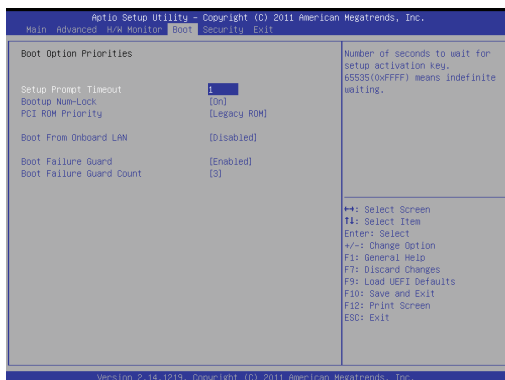 Aptio Setup Utility – Copyright (C) 2011 American Megatrends, Inc.
Main Advanced H/W Monitor Boot Security Exit
Boot Option Priorities
Setup Prompt Timeout 1
Bootup Num-Lock [On]
PCI ROM Priority [Legacy ROM]
Boot From Onboard LAN [Disabled]
Boot Failure Guard [Enabled]
Boot Failure Guard Count [3]
Number of seconds to wait for
setup activation key.
65535(0xFFFF) means indefinite
waiting.
↔: Select Screen
↑↓: Select Item
Enter: Select
+/-: Change Option
F1: General Help
F7: Discard Changes
F9: Load UEFI Defaults
F10: Save and Exit
F12: Print Screen
ESC: Exit
Version 2.14.1219. Copyright (C) 2011 American Megatrends, Inc.